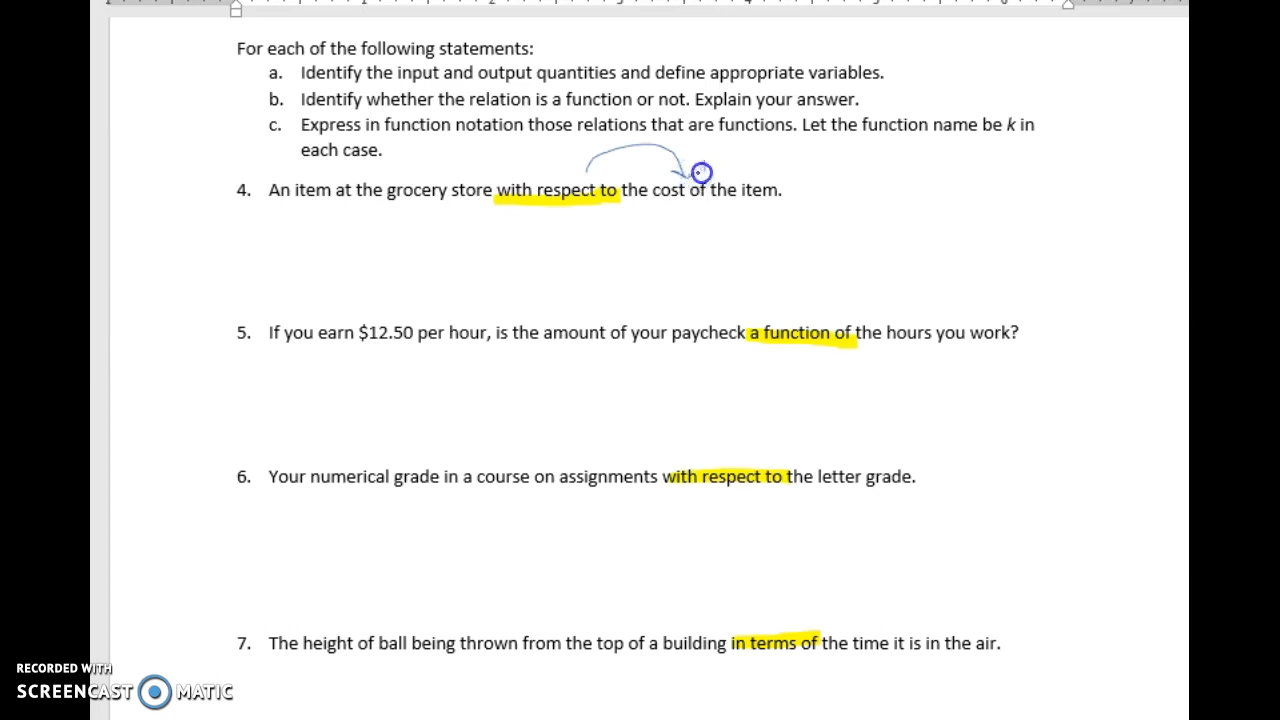 For each of the following statements:
a. Identify the input and output quantities and define appropriate variables.
b. Identify whether the relation is a function or not. Explain your answer.
c. Express in function notation those relations that are functions. Let the function name be k in
each case.
4. An item at the grocery store with respect to the cost of the item.
5. If you earn $12.50 per hour, is the amount of your paycheck a function of the hours you work?
6. Your numerical grade in a course on assignments with respect to the letter grade.
7. The height of ball being thrown from the top of a building in terms of the time it is in the air.
RECORDED WITH
SCREENCAST MATIC